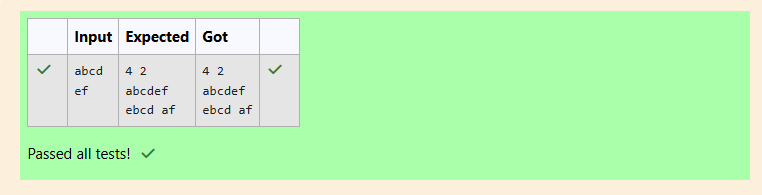 Input Expected Got
abcd 4 2 4 2
ef abcdef abcdef
ebcd af ebcd af
Passed all tests!